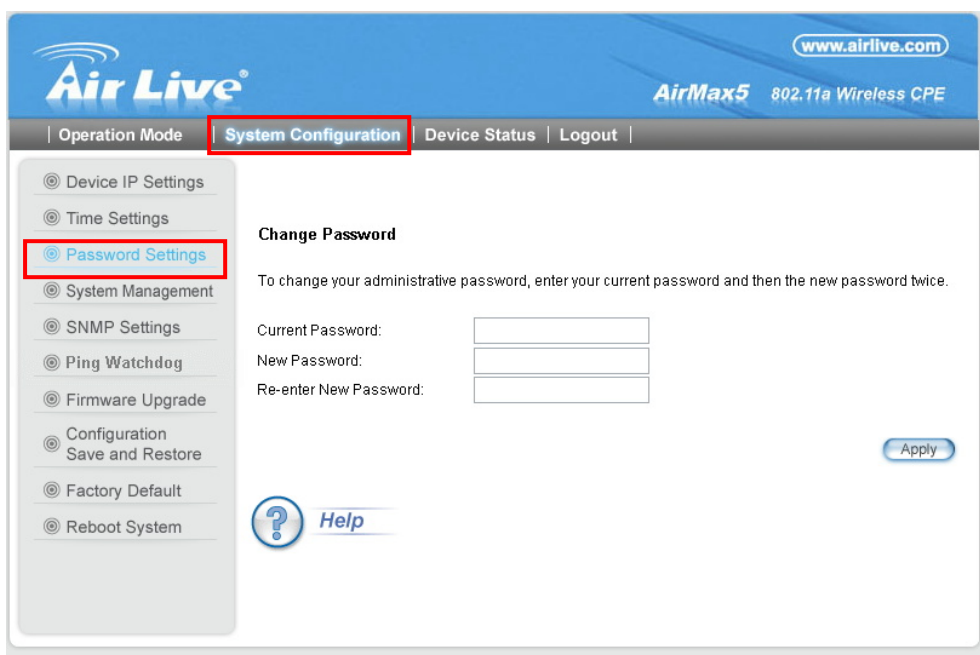 www.airlive.com
Air Live®
AirMax5 802.11a Wireless CPE
| Operation Mode | System Configuration | Device Status | Logout |
Device IP Settings
Time Settings
Password Settings
System Management
SNMP Settings
Ping Watchdog
Firmware Upgrade
Configuration
Save and Restore
Factory Default
Reboot System
Change Password
To change your administrative password, enter your current password and then the new password twice.
Current Password:
New Password:
Re-enter New Password:
Apply
? Help